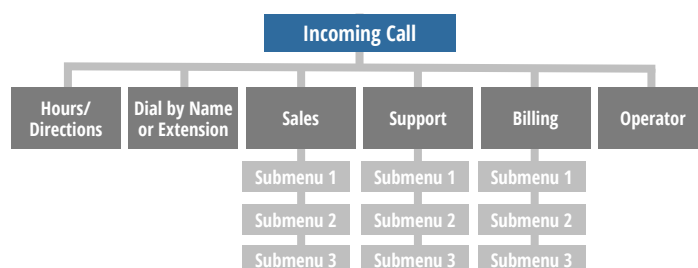 Incoming Call
Hours/
Directions
Dial by Name
or Extension
Sales
Support
Billing
Operator
Submenu 1
Submenu 1
Submenu 1
Submenu 2
Submenu 2
Submenu 2
Submenu 3
Submenu 3
Submenu 3